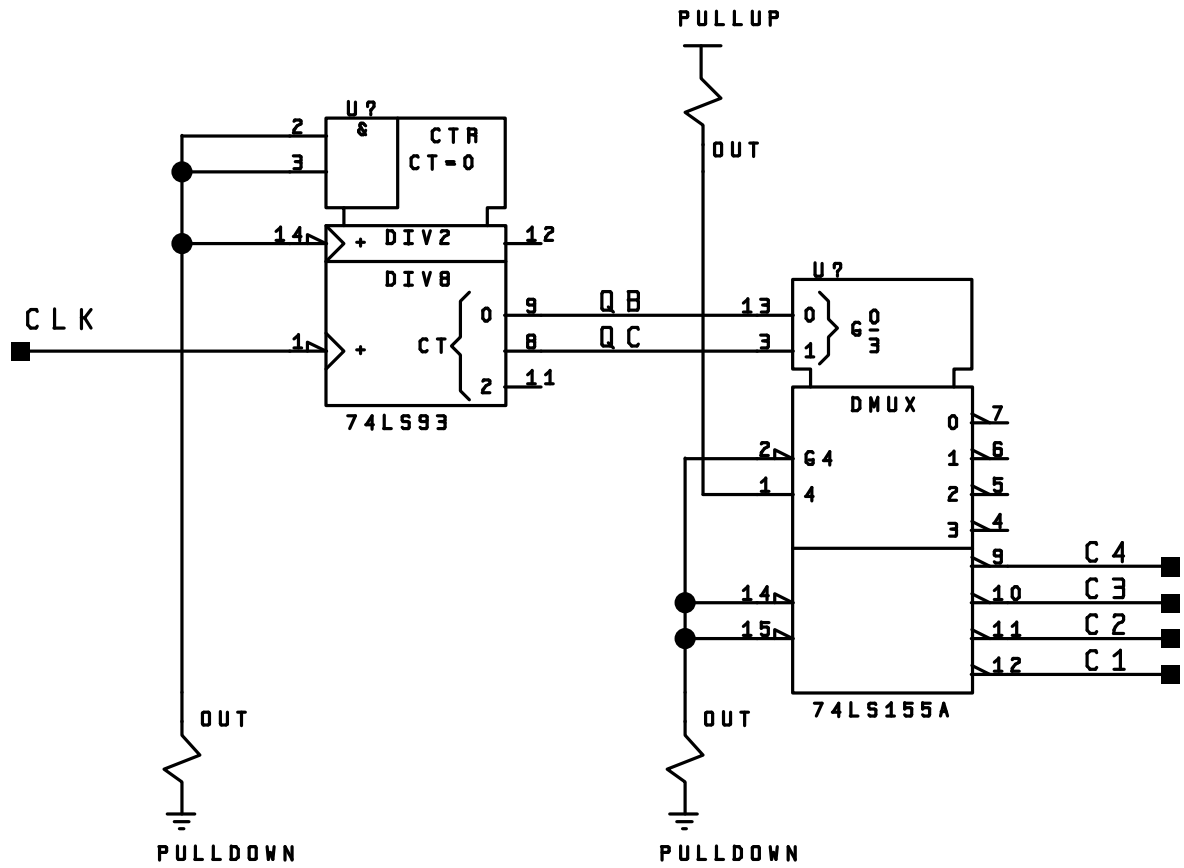 PULLUP
OUT
U?
&
CTR
CT=0
2
3
14
+
DIV2
12
DIV8
CLK
1
+
CT
0
2
9
QB
8
QC
11
74LS93
U?
13
0
3
1
G
0
3
DMUX
2
G4
1
4
0
7
1
6
2
5
3
4
9
C4
14
10
C3
15
11
C2
12
C1
74LS155A
OUT
PULLDOWN
OUT
PULLDOWN